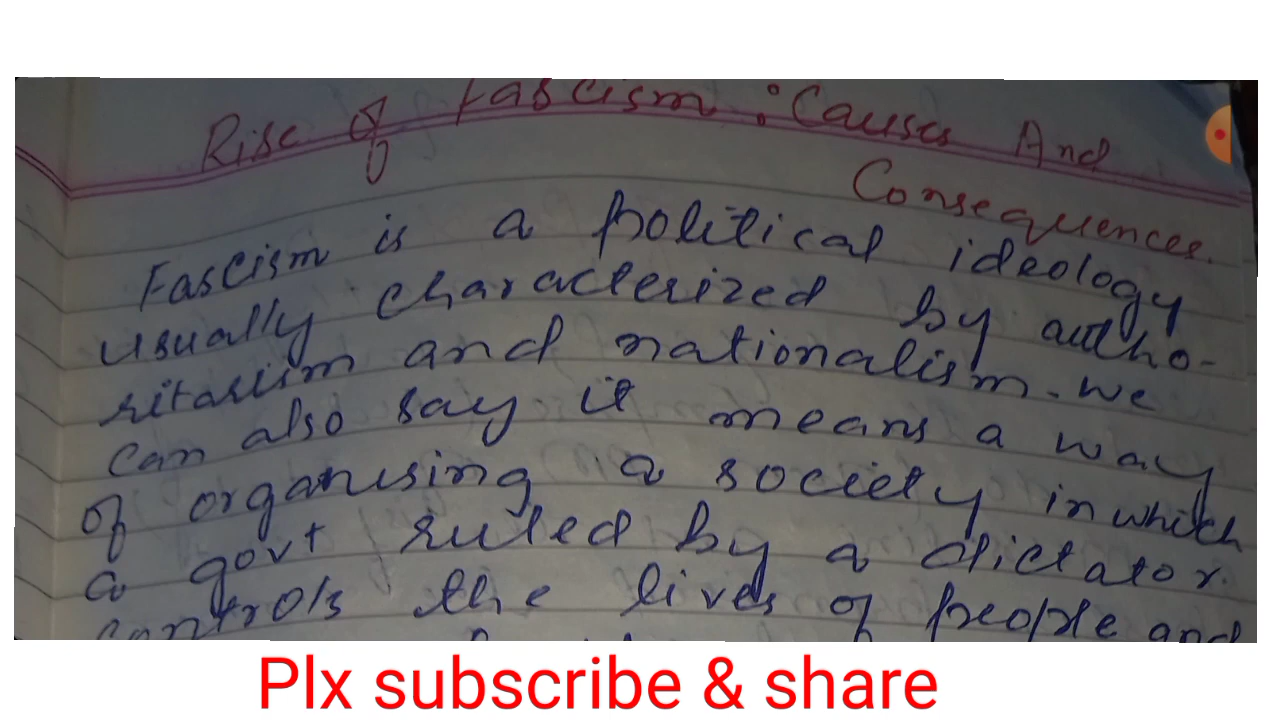 Rise of Fascism : Causes And
Consequences.
Fascism is a political ideology
usually characterized by autho-
ritarism and nationalism. we
can also say it means a way
of organising a society in which
a govt ruled by a dictator.
controls the lives of people and
Plx subscribe & share